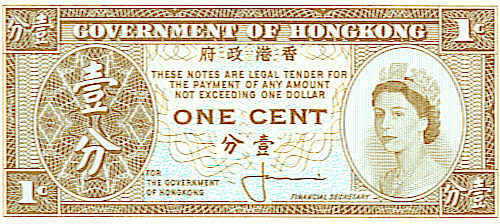 分壹 GOVERNMENT OF HONGKONG 1¢
府政港香
THESE NOTES ARE LEGAL TENDER FOR
THE PAYMENT OF ANY AMOUNT
NOT EXCEEDING ONE DOLLAR
壹分
ONE CENT
分壹
FOR
THE GOVERNMENT
OF HONGKONG
FINANCIAL SECRETARY
1¢ 分壹